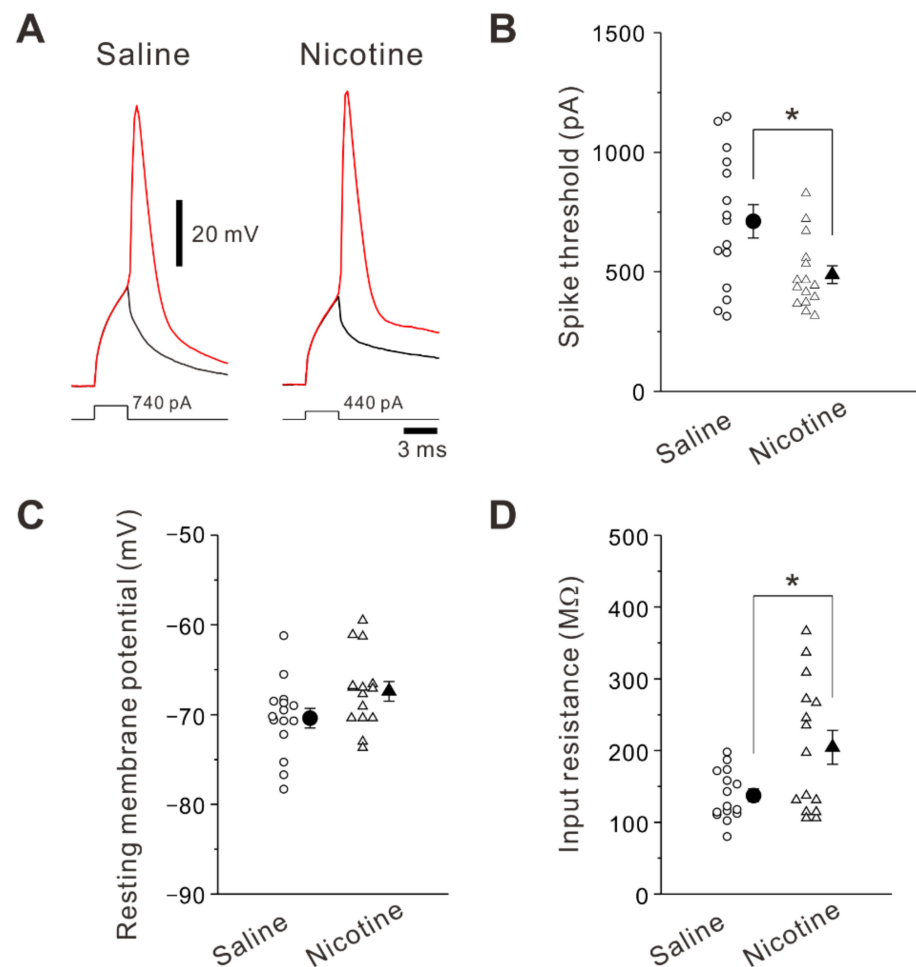 A
Saline
Nicotine
20 mV
740 pA
440 pA
3 ms
B
Spike threshold (pA)
1500
1000
500
0
*
Saline
Nicotine
C
Resting membrane potential (mV)
−50
−60
−70
−80
−90
Saline
Nicotine
D
Input resistance (MΩ)
500
400
300
200
100
0
*
Saline
Nicotine